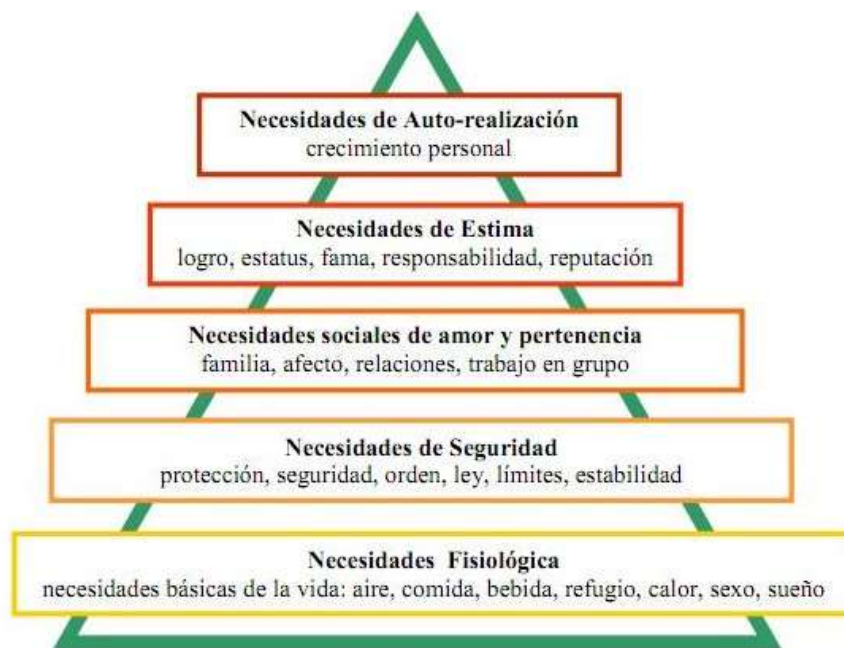 Necesidades de Auto-realización
crecimiento personal
Necesidades de Estima
logro, estatus, fama, responsabilidad, reputación
Necesidades sociales de amor y pertenencia
familia, afecto, relaciones, trabajo en grupo
Necesidades de Seguridad
protección, seguridad, orden, ley, límites, estabilidad
Necesidades Fisiológica
necesidades básicas de la vida: aire, comida, bebida, refugio, calor, sexo, sueño